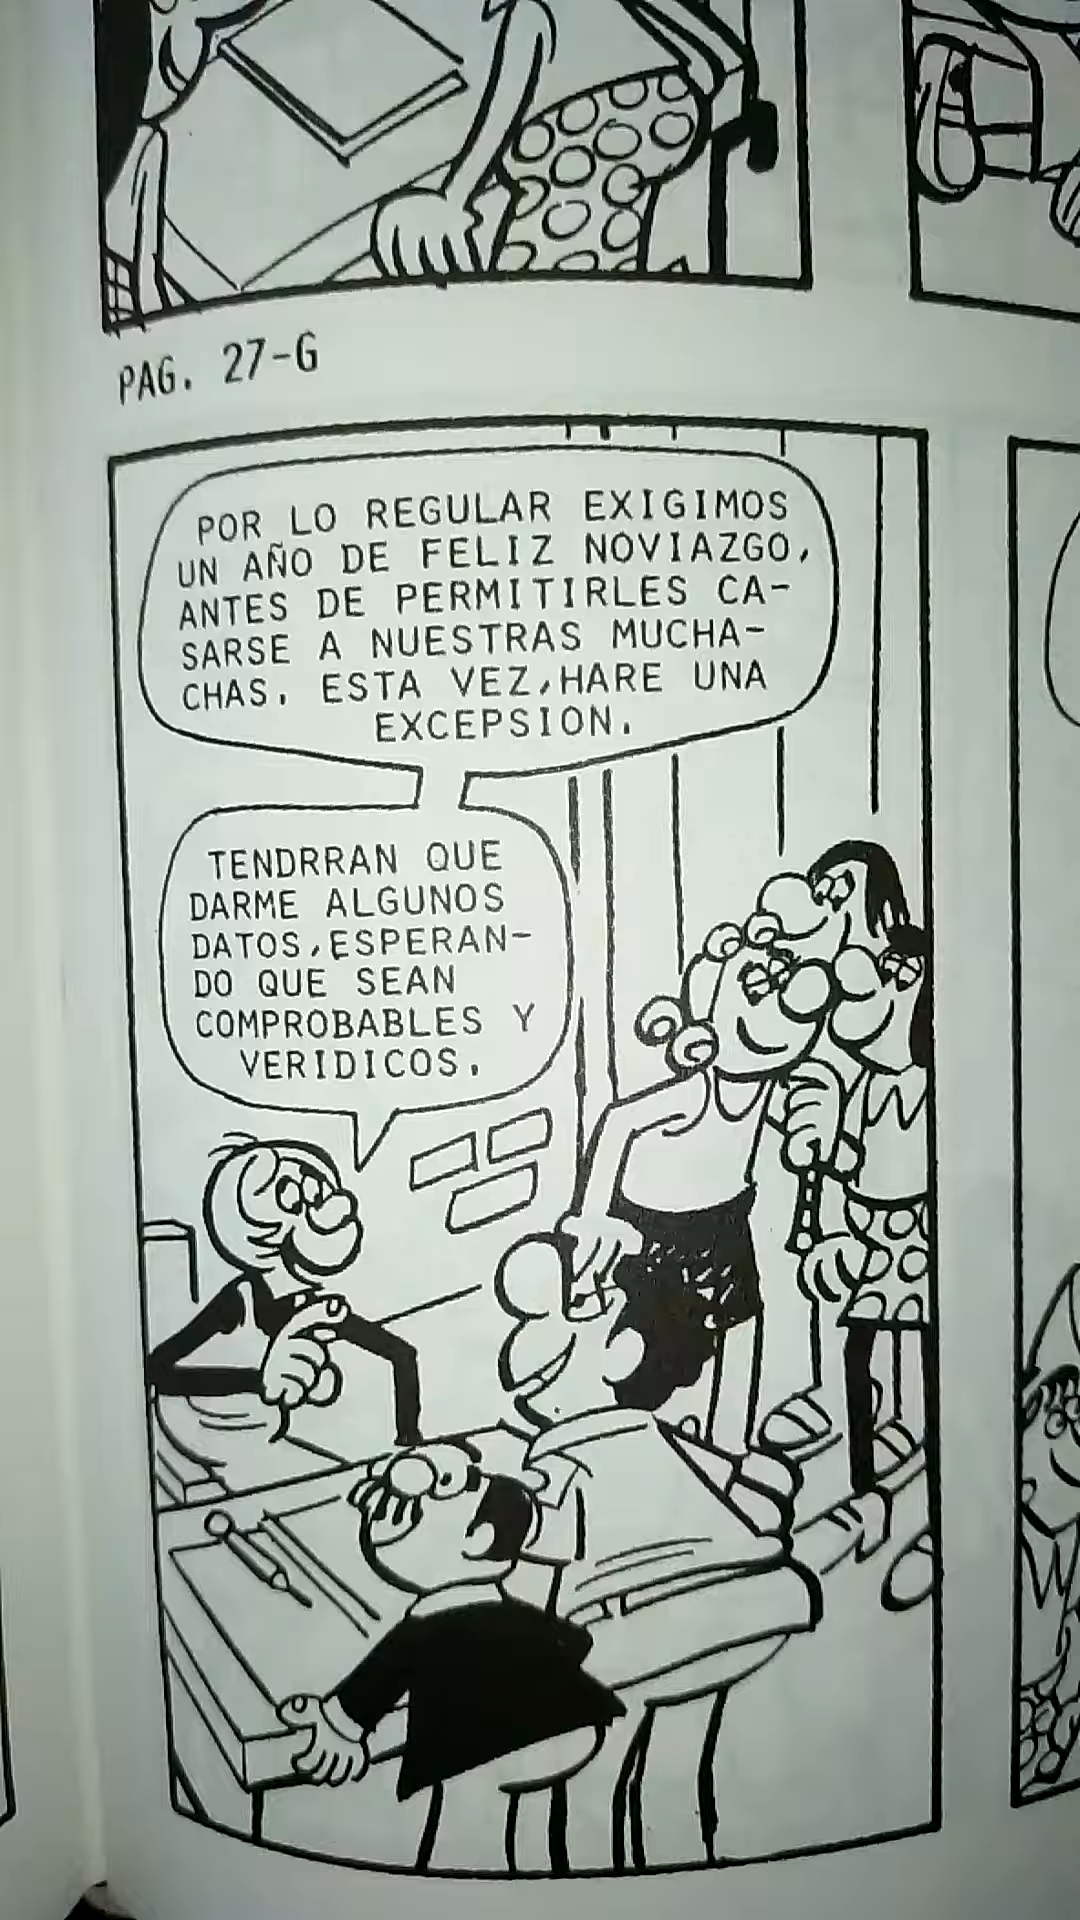 PAG. 27-G
POR LO REGULAR EXIGIMOS
UN AÑO DE FELIZ NOVIAZGO,
ANTES DE PERMITIRLES CA-
SARSE A NUESTRAS MUCHA-
CHAS. ESTA VEZ,HARE UNA
EXCEPSION.
TENDRRAN QUE
DARME ALGUNOS
DATOS,ESPERAN-
DO QUE SEAN
COMPROBABLES Y
VERIDICOS.